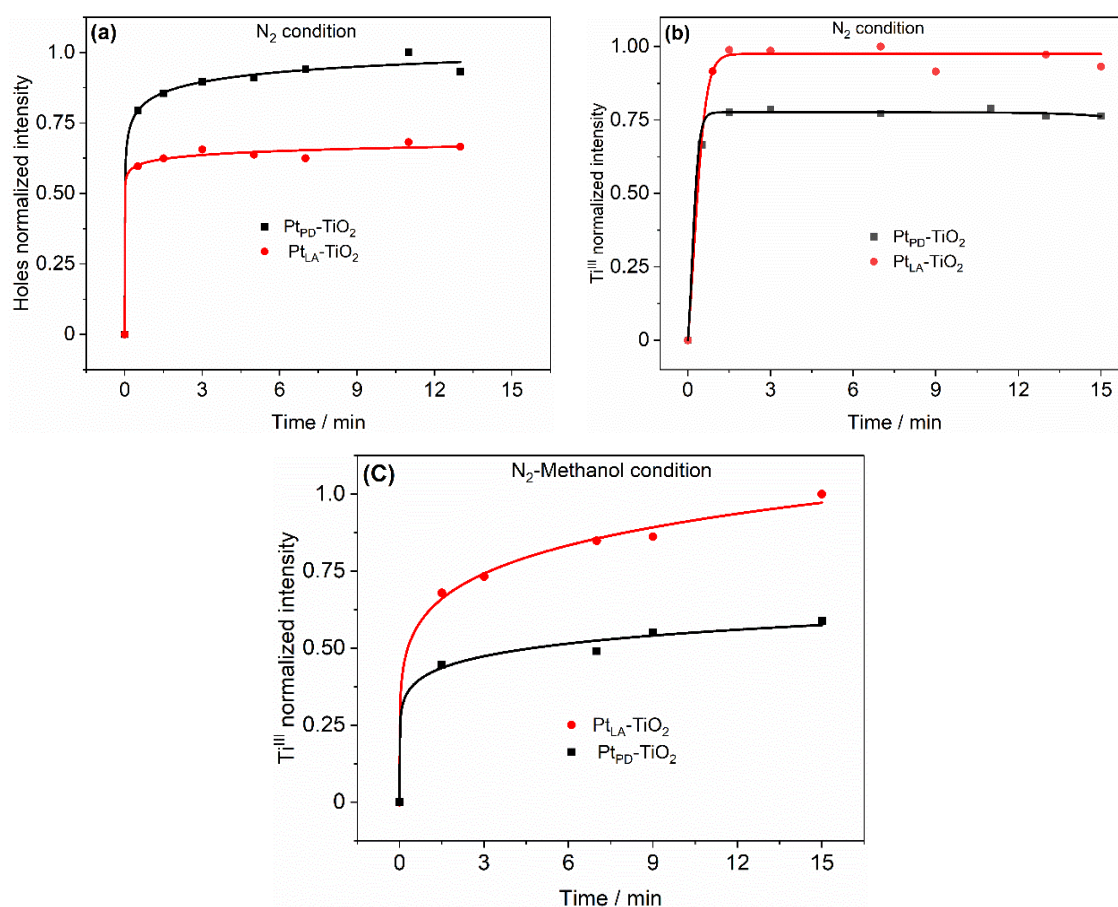 (a)
N₂ condition
Holes normalized intensity
1.0
0.75
0.50
0.25
0
Pt_PD-TiO₂
Pt_LA-TiO₂
0 3 6 9 12 15
Time / min
(b)
N₂ condition
Ti^III normalized intensity
1.00
0.75
0.50
0.25
0
Pt_PD-TiO₂
Pt_LA-TiO₂
0 3 6 9 12 15
Time / min
(C)
N₂-Methanol condition
Ti^III normalized intensity
1.0
0.75
0.50
0.25
0
Pt_LA-TiO₂
Pt_PD-TiO₂
0 3 6 9 12 15
Time / min